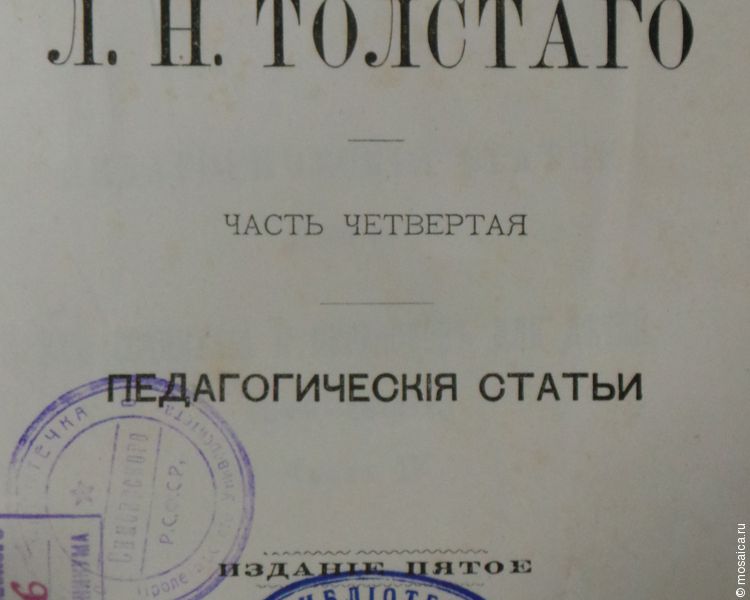 Л. Н. ТОЛСТАГО
ЧАСТЬ ЧЕТВЕРТАЯ
ПЕДАГОГИЧЕСКІЯ СТАТЬИ
Р.С.Ф.С.Р.
ИЗДАНІЕ ПЯТОЕ
© mosaica.ru